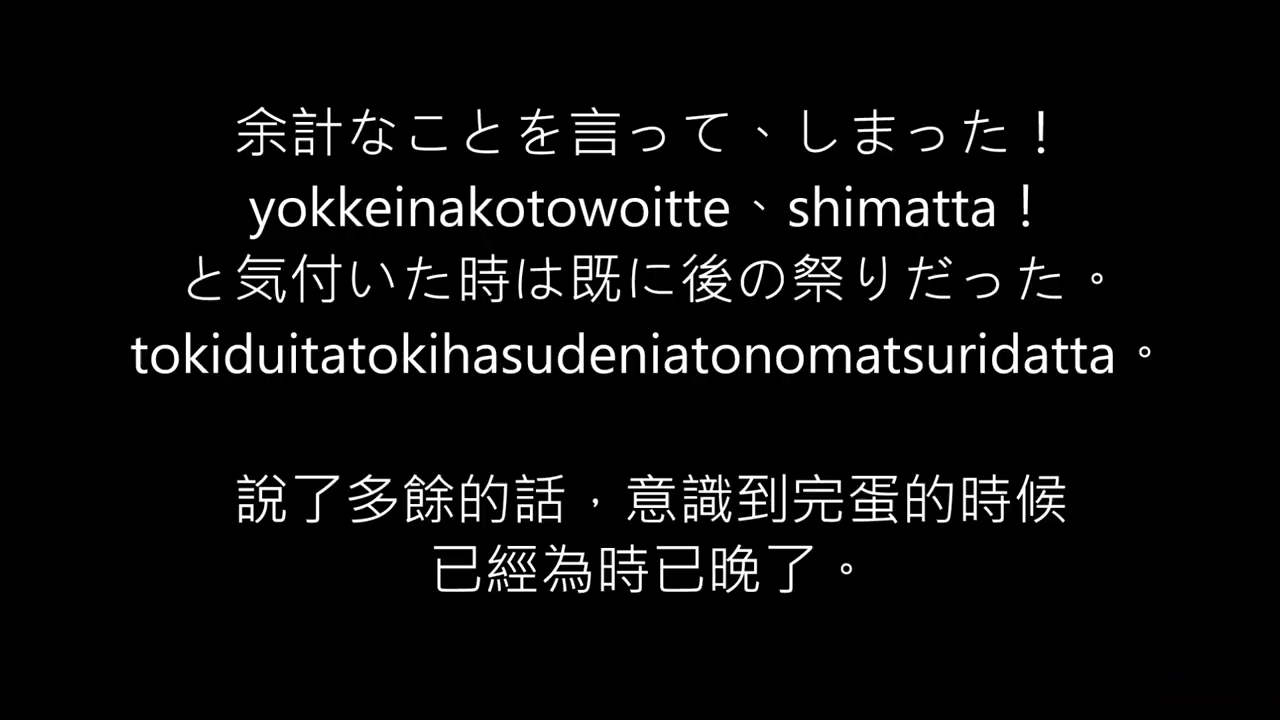 余計なことを言って、しまった！
yokkeinakotowoitte、shimatta！
と気付いた時は既に後の祭りだった。
tokiduitatokihasudeniatonomatsuridatta。
說了多餘的話，意識到完蛋的時候
已經為時已晚了。